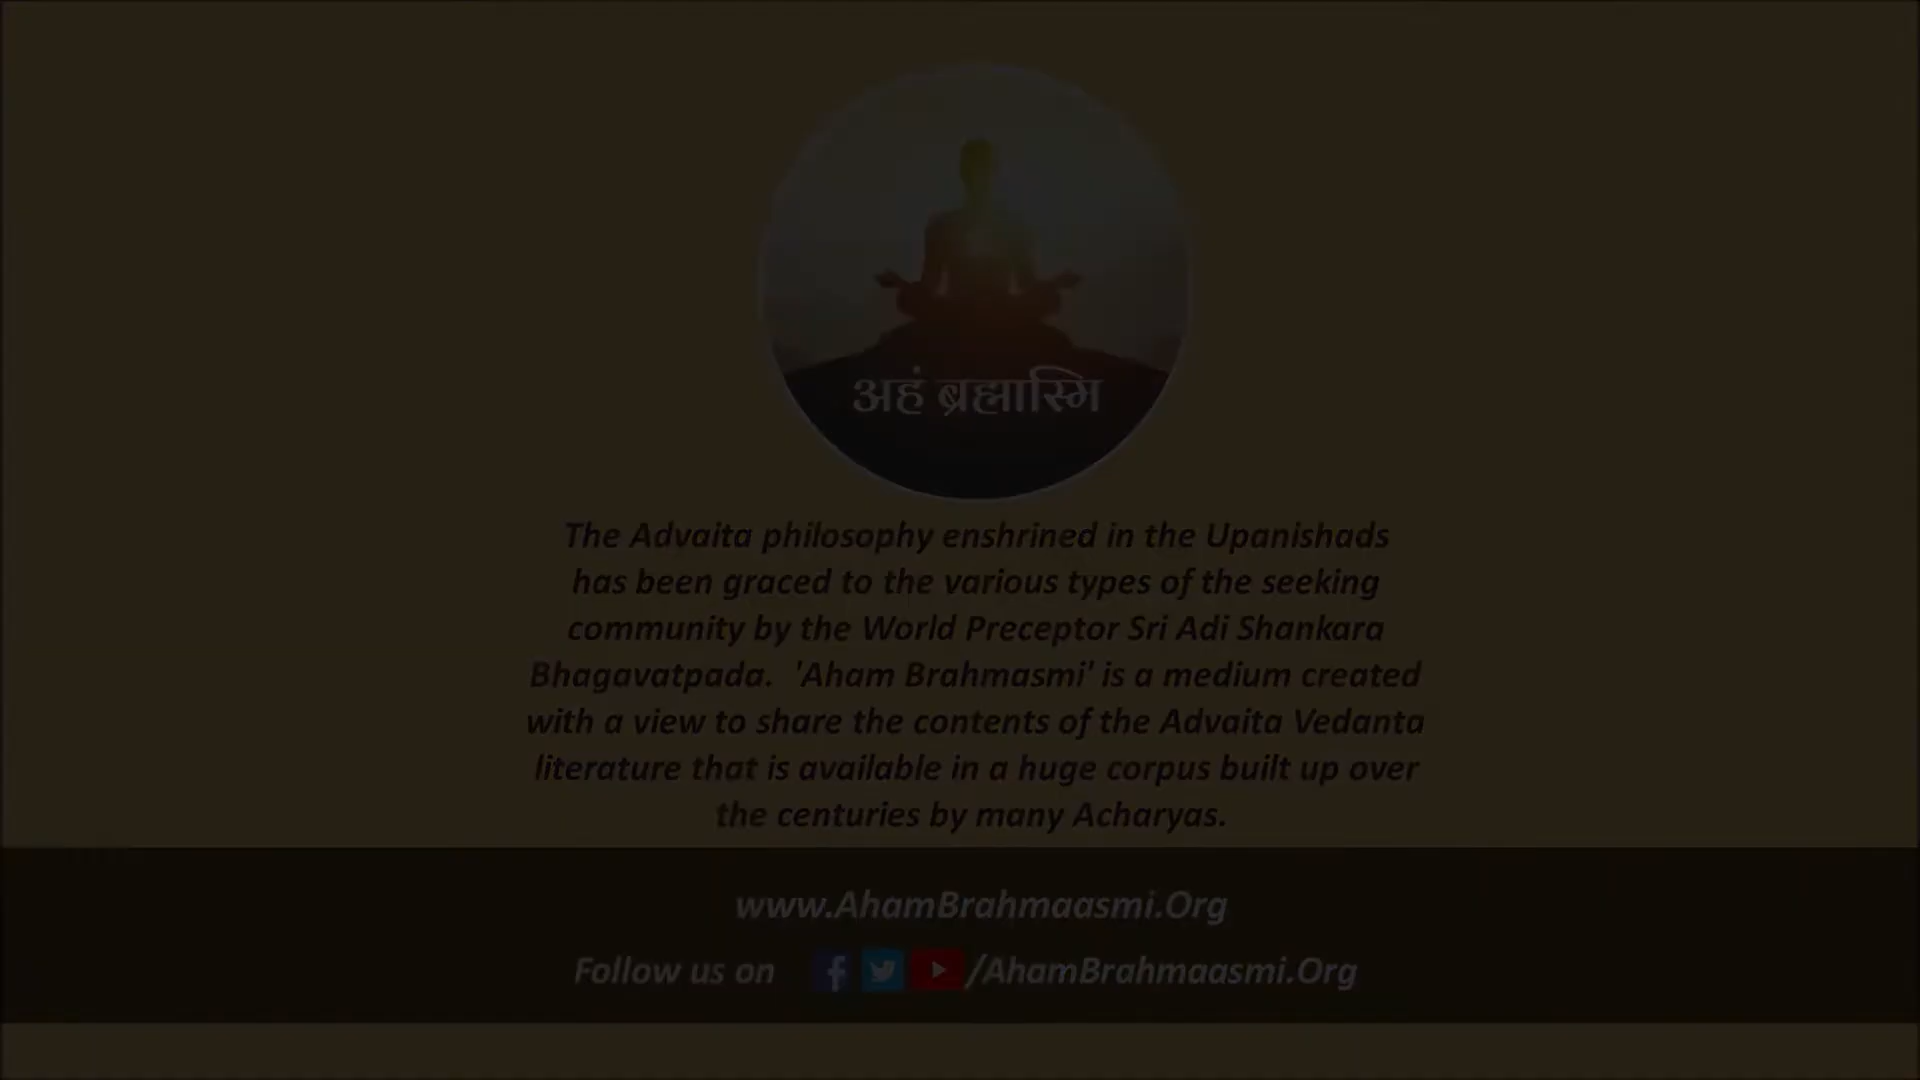 अहं ब्रह्मास्मि
The Advaita philosophy enshrined in the Upanishads
has been graced to the various types of the seeking
community by the World Preceptor Sri Adi Shankara
Bhagavatpada. 'Aham Brahmasmi' is a medium created
with a view to share the contents of the Advaita Vedanta
literature that is available in a huge corpus built up over
the centuries by many Acharyas.
www.AhamBrahmaasmi.Org
Follow us on /AhamBrahmaasmi.Org